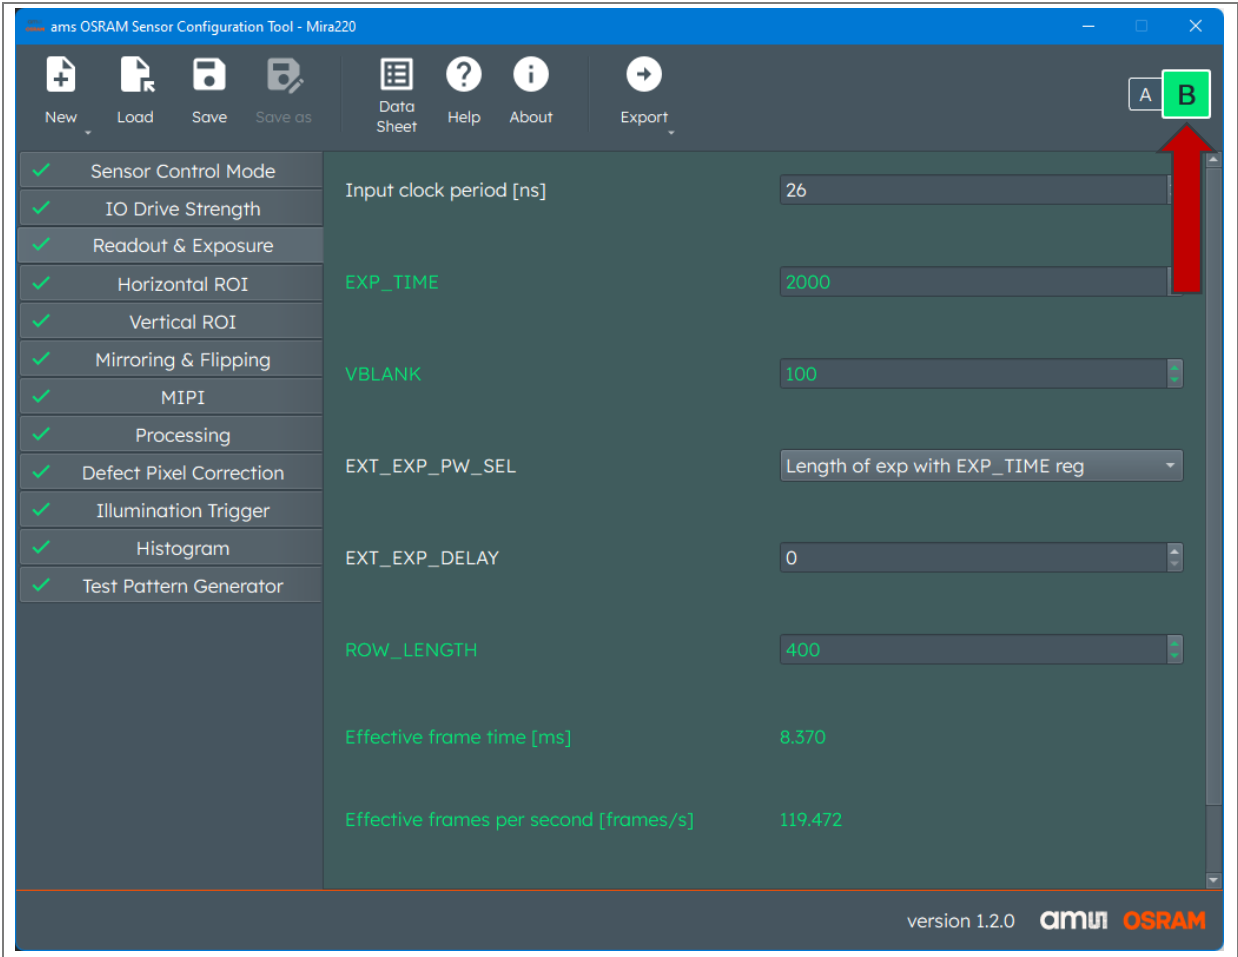 ams OSRAM Sensor Configuration Tool - Mira220
New
Load
Save
Save as
Data
Sheet
Help
About
Export
A
B
Sensor Control Mode
IO Drive Strength
Readout & Exposure
Horizontal ROI
Vertical ROI
Mirroring & Flipping
MIPI
Processing
Defect Pixel Correction
Illumination Trigger
Histogram
Test Pattern Generator
Input clock period [ns] 26
EXP_TIME 2000
VBLANK 100
EXT_EXP_PW_SEL Length of exp with EXP_TIME reg
EXT_EXP_DELAY 0
ROW_LENGTH 400
Effective frame time [ms] 8.370
Effective frames per second [frames/s] 119.472
version 1.2.0 amu OSRAM